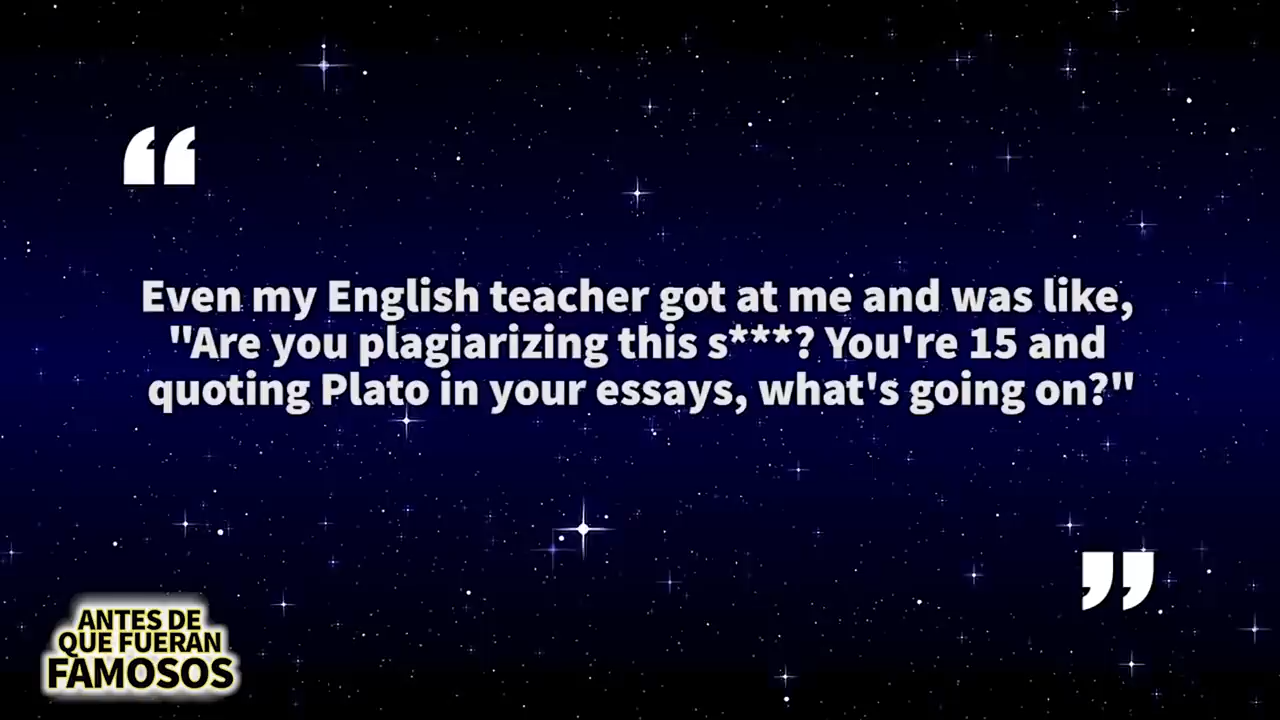 “
Even my English teacher got at me and was like,
"Are you plagiarizing this s***? You're 15 and
quoting Plato in your essays, what's going on?"
”
ANTES DE
QUE FUERAN
FAMOSOS